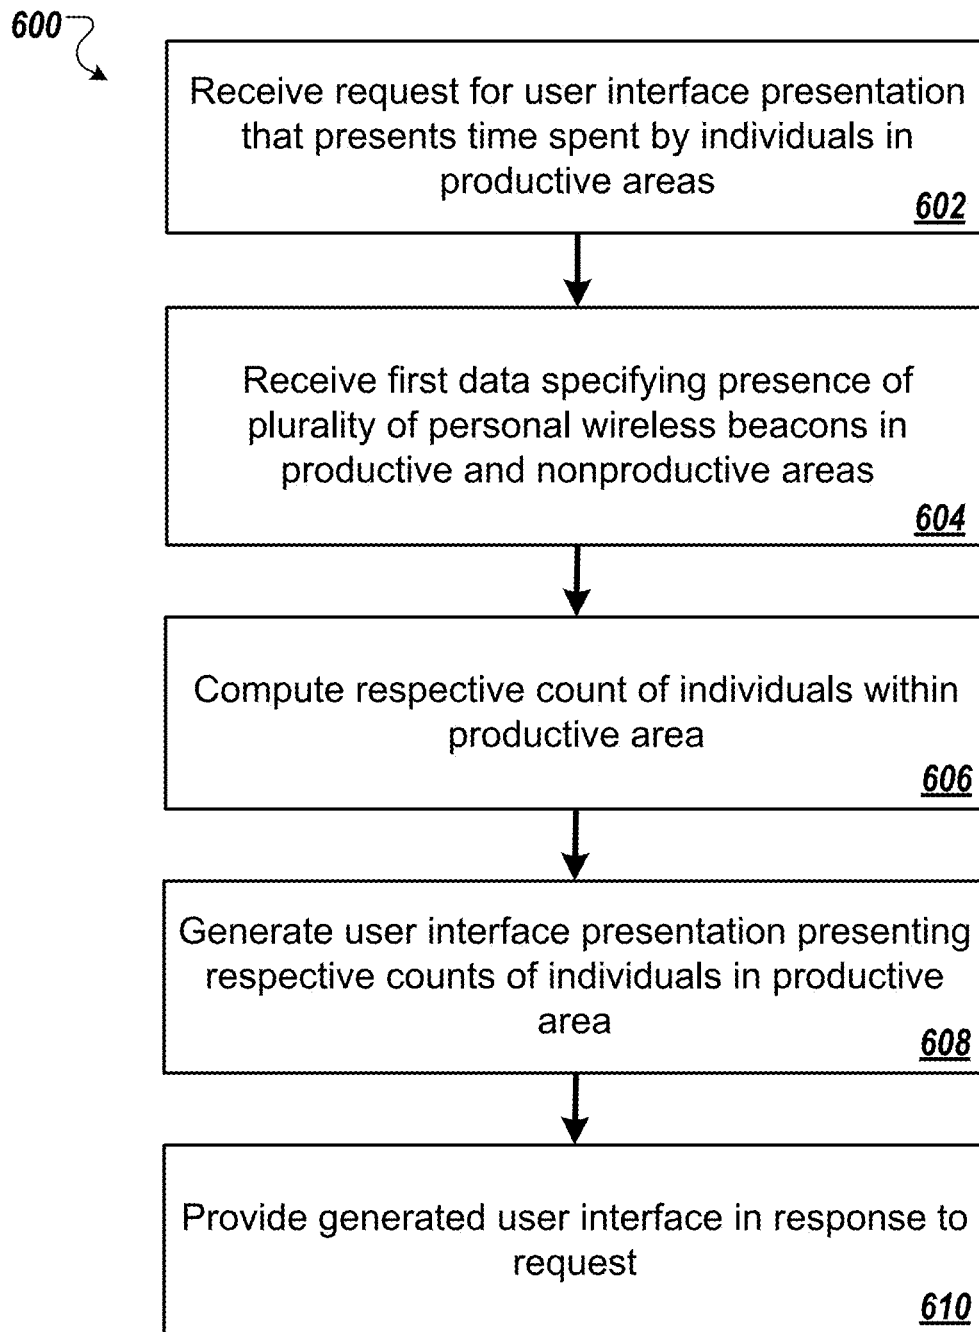 600
Receive request for user interface presentation
that presents time spent by individuals in
productive areas
602
Receive first data specifying presence of
plurality of personal wireless beacons in
productive and nonproductive areas
604
Compute respective count of individuals within
productive area
606
Generate user interface presentation presenting
respective counts of individuals in productive
area
608
Provide generated user interface in response to
request
610